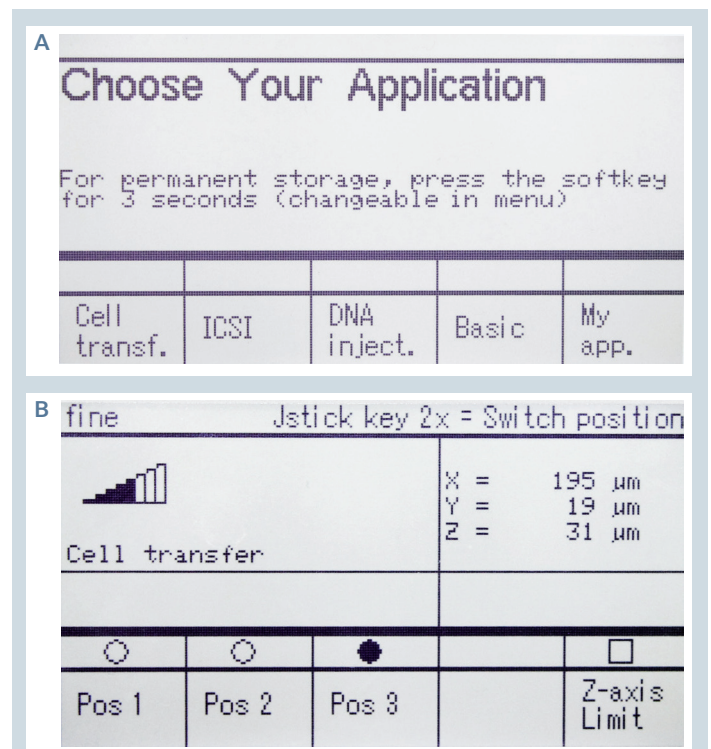 A
Choose Your Application
For permanent storage, press the softkey
for 3 seconds (changeable in menu)
Cell transf.
ICSI
DNA inject.
Basic
My app.
B
fine Jstick key 2x = Switch position
X = 195 µm
Y = 19 µm
Z = 31 µm
Cell transfer
Pos 1
Pos 2
Pos 3
Z-axis Limit